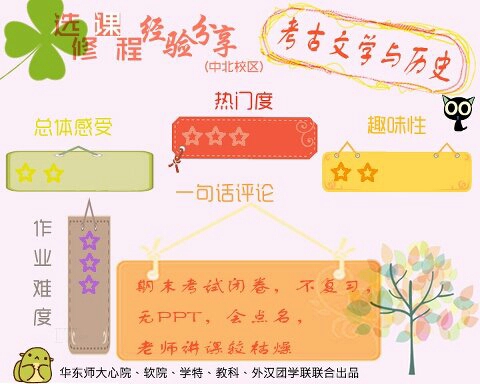 选修课程经验分享
(中北校区)
考古文学与历史
热门度
总体感受
趣味性
一句话评论
作业难度
期末考试闭卷，不复习，
无PPT，会点名，
老师讲课较枯燥
华东师大心院、软院、学特、教科、外汉团学联联合出品